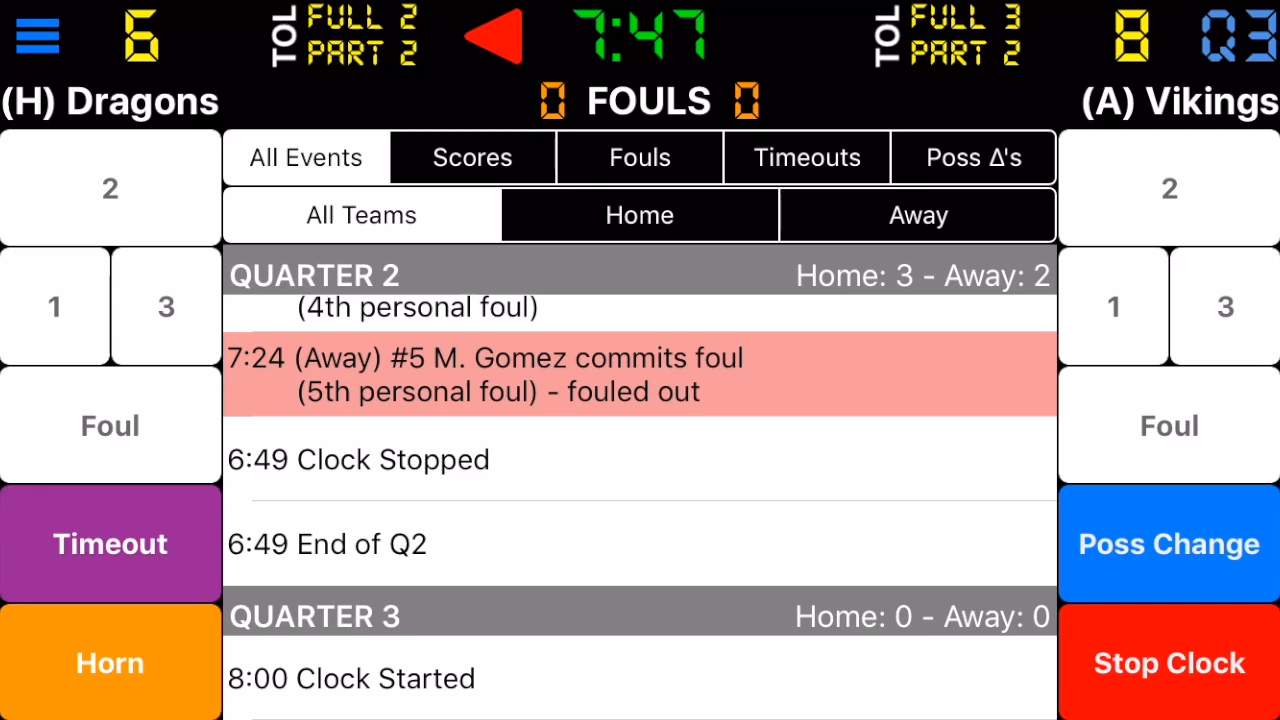 6
TOL
FULL 2
PART 2
7:47
TOL
FULL 3
PART 2
8
Q3
(H) Dragons
0 FOULS 0
(A) Vikings
All Events
Scores
Fouls
Timeouts
Poss Δ's
All Teams
Home
Away
2
1
3
Foul
Timeout
Horn
QUARTER 2
Home: 3 - Away: 2
(4th personal foul)
7:24 (Away) #5 M. Gomez commits foul
(5th personal foul) - fouled out
6:49 Clock Stopped
6:49 End of Q2
QUARTER 3
Home: 0 - Away: 0
8:00 Clock Started
2
1
3
Foul
Poss Change
Stop Clock